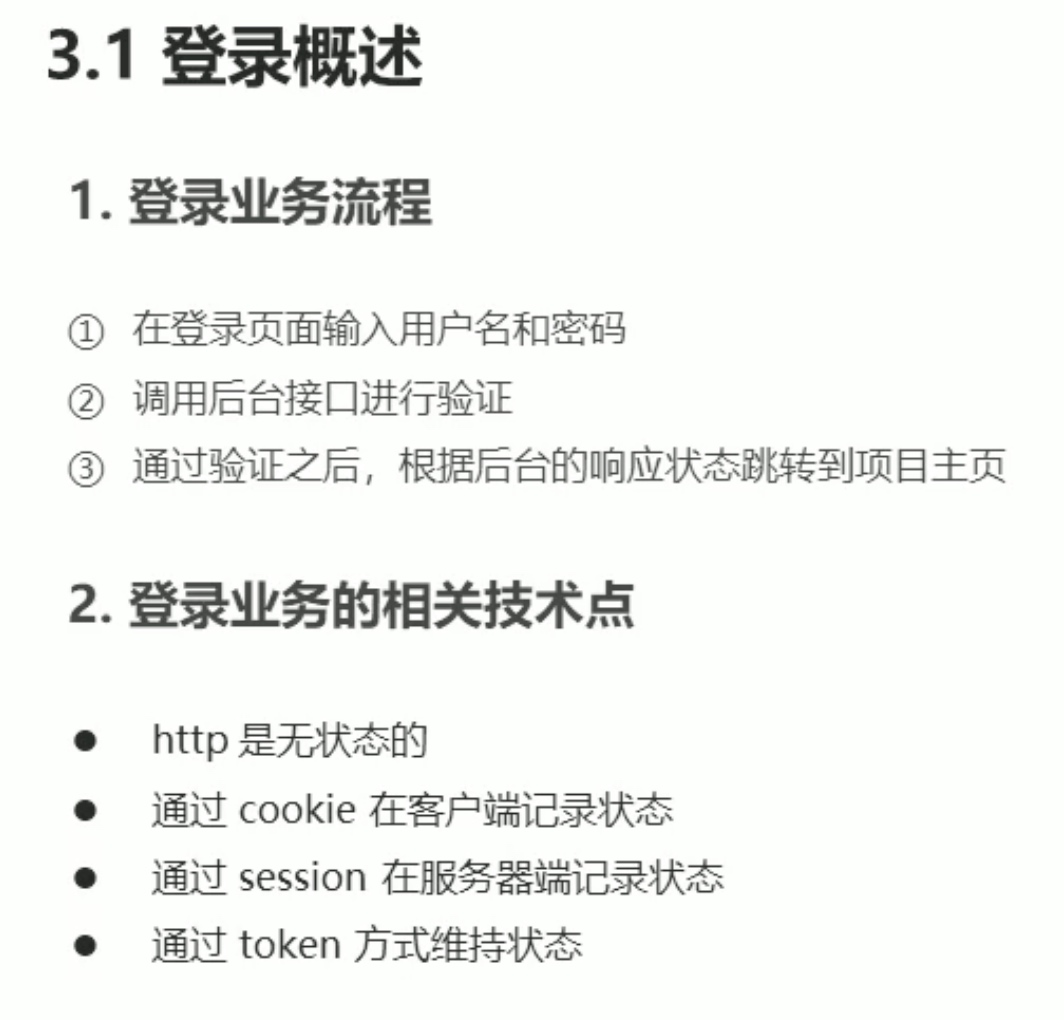 3.1 登录概述
1. 登录业务流程
① 在登录页面输入用户名和密码
② 调用后台接口进行验证
③ 通过验证之后，根据后台的响应状态跳转到项目主页
2. 登录业务的相关技术点
● http 是无状态的
● 通过 cookie 在客户端记录状态
● 通过 session 在服务器端记录状态
● 通过 token 方式维持状态